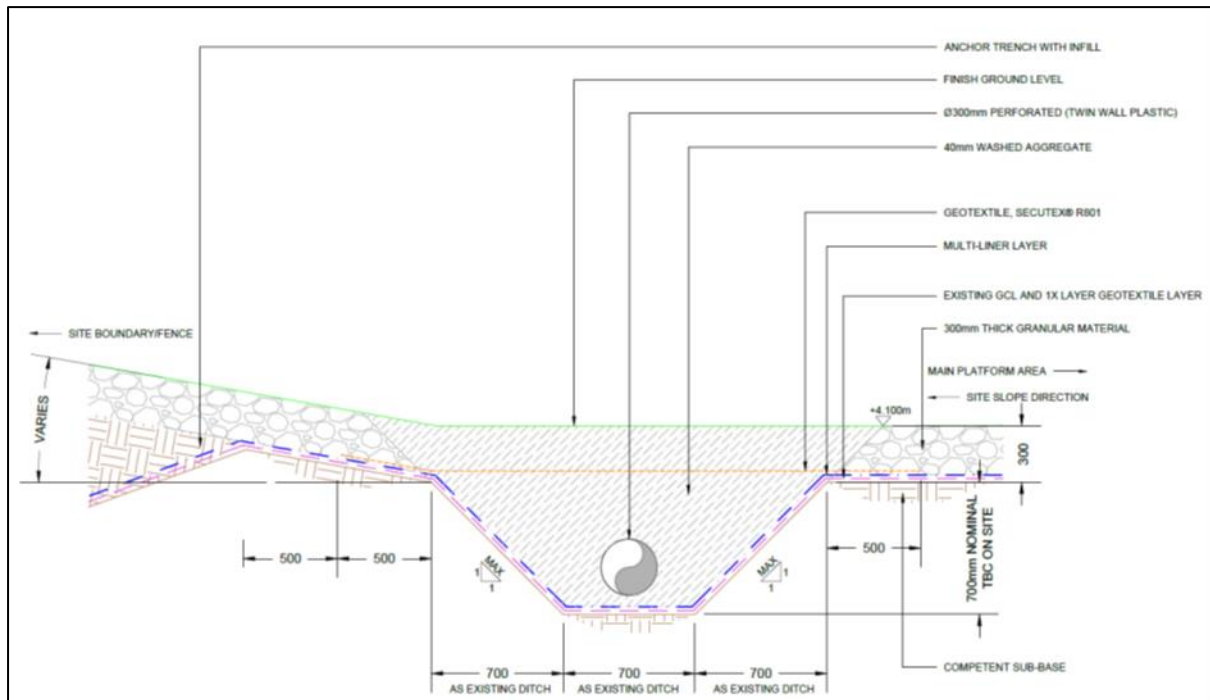 ANCHOR TRENCH WITH INFILL
FINISH GROUND LEVEL
Ø300mm PERFORATED (TWIN WALL PLASTIC)
40mm WASHED AGGREGATE
GEOTEXTILE, SECUTEX® R801
MULTI-LINER LAYER
EXISTING GCL AND 1X LAYER GEOTEXTILE LAYER
SITE BOUNDARY/FENCE
300mm THICK GRANULAR MATERIAL
MAIN PLATFORM AREA
SITE SLOPE DIRECTION
+4.100m
VARIES
300
500
500
MAX
1
1
MAX
1
1
500
700mm NOMINAL
TBC ON SITE
700
AS EXISTING DITCH
700
AS EXISTING DITCH
700
AS EXISTING DITCH
COMPETENT SUB-BASE